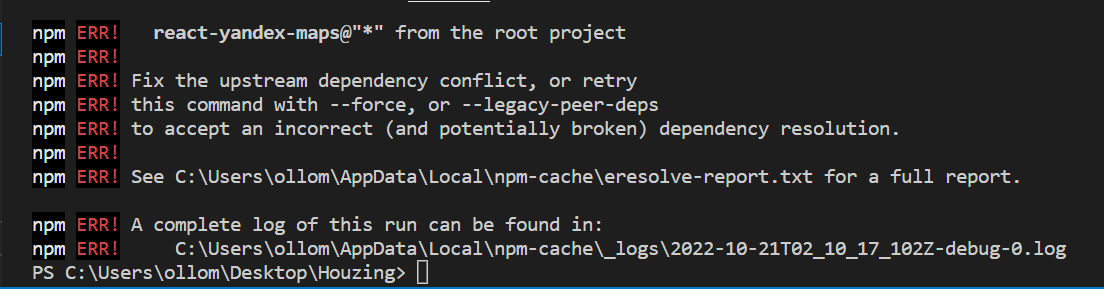 npm ERR!   react-yandex-maps@"*" from the root project
npm ERR!
npm ERR! Fix the upstream dependency conflict, or retry
npm ERR! this command with --force, or --legacy-peer-deps
npm ERR! to accept an incorrect (and potentially broken) dependency resolution.
npm ERR!
npm ERR! See C:\Users\ollom\AppData\Local\npm-cache\eresolve-report.txt for a full report.
npm ERR! A complete log of this run can be found in:
npm ERR!     C:\Users\ollom\AppData\Local\npm-cache\_logs\2022-10-21T02_10_17_102Z-debug-0.log
PS C:\Users\ollom\Desktop\Houzing>